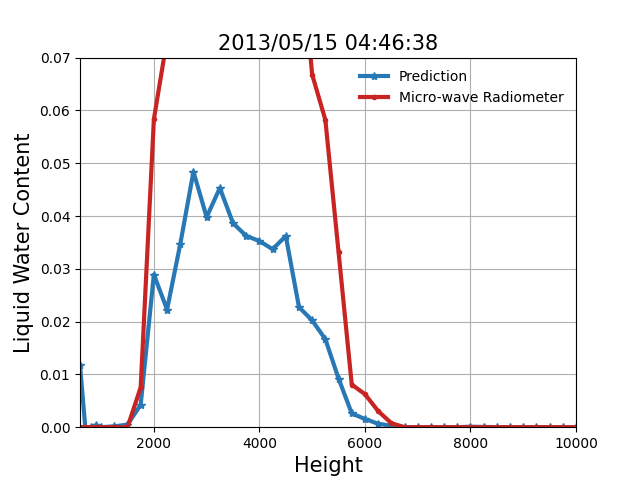 2013/05/15 04:46:38
Prediction
Micro-wave Radiometer
Liquid Water Content
0.07
0.06
0.05
0.04
0.03
0.02
0.01
0.00
2000 4000 6000 8000 10000
Height